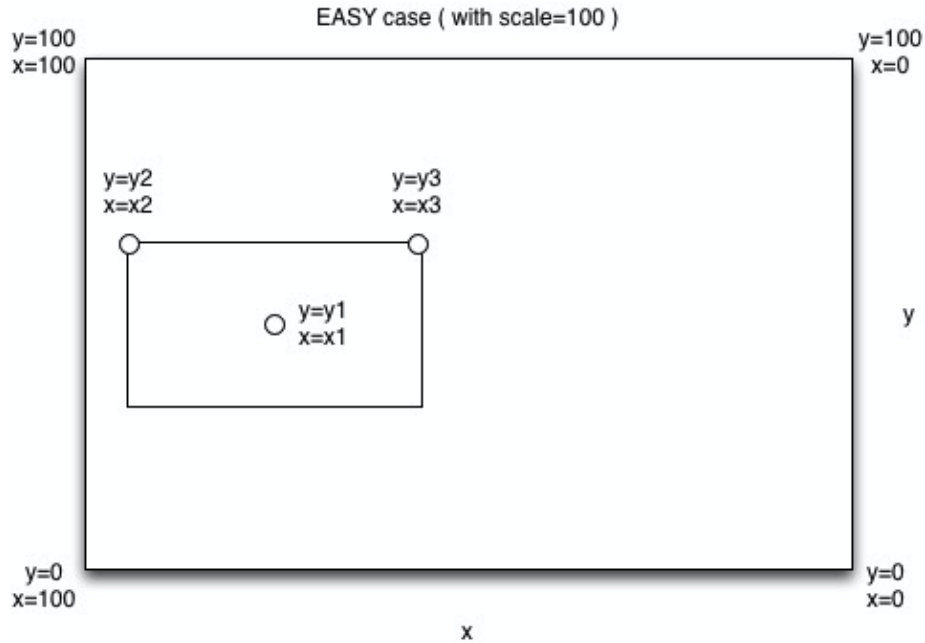 EASY case ( with scale=100 )
y=100
x=100
y=100
x=0
y=y2
x=x2
y=y3
x=x3
y=y1
x=x1
y
y=0
x=100
y=0
x=0
x